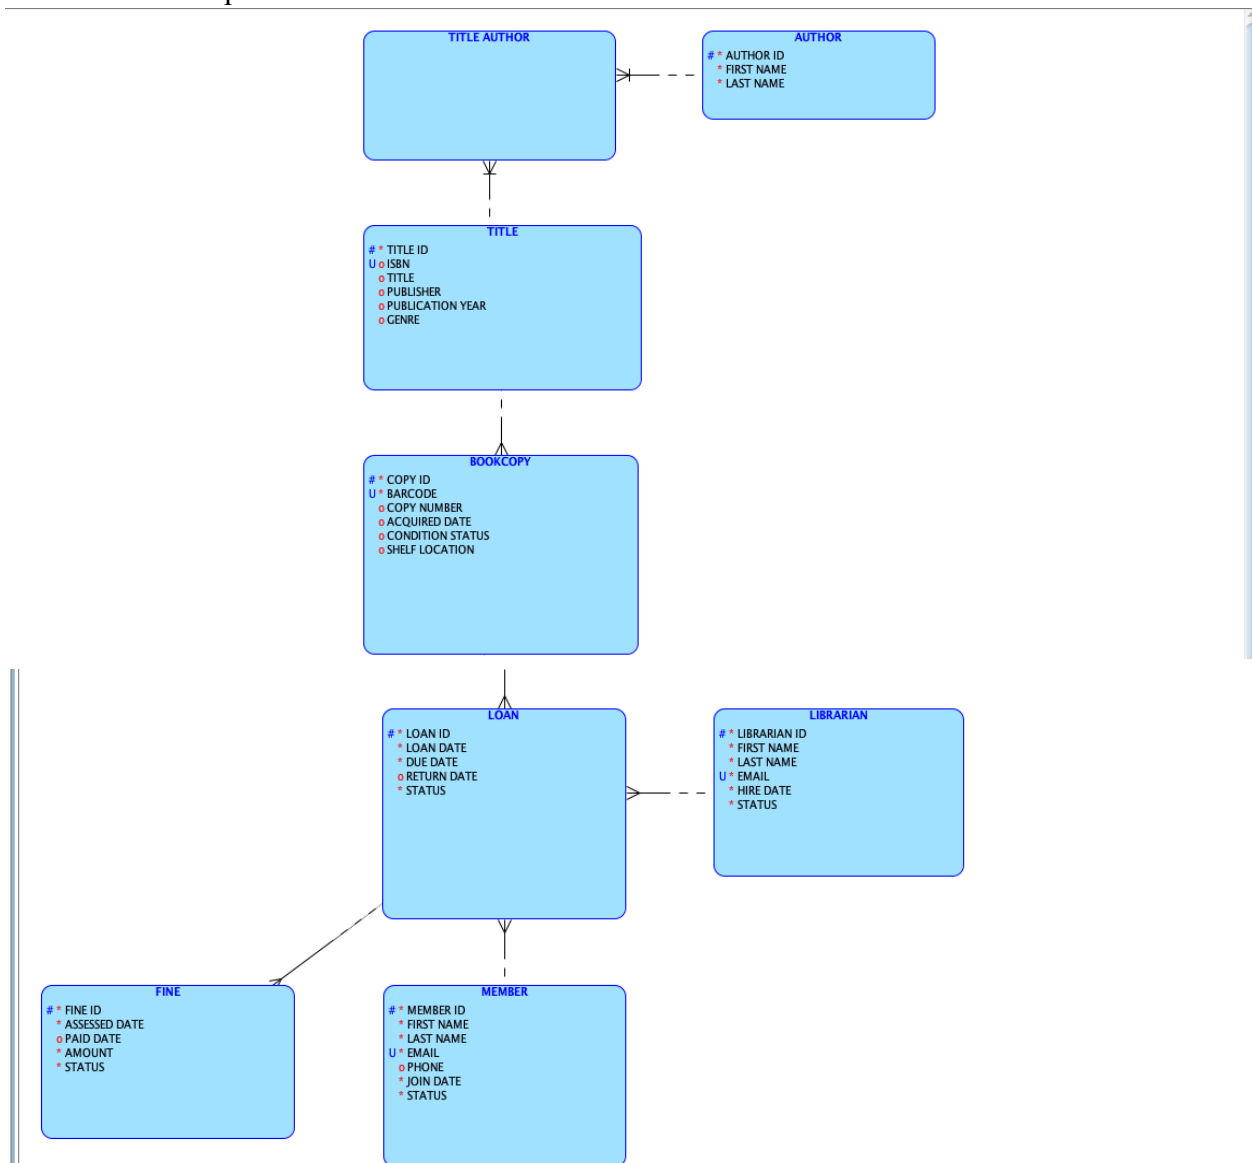 TITLE AUTHOR
AUTHOR
# * AUTHOR ID
* FIRST NAME
* LAST NAME
TITLE
# * TITLE ID
U o ISBN
o TITLE
o PUBLISHER
o PUBLICATION YEAR
o GENRE
BOOKCOPY
# * COPY ID
U * BARCODE
o COPY NUMBER
o ACQUIRED DATE
o CONDITION STATUS
o SHELF LOCATION
LOAN
# * LOAN ID
* LOAN DATE
* DUE DATE
o RETURN DATE
* STATUS
LIBRARIAN
# * LIBRARIAN ID
* FIRST NAME
* LAST NAME
U * EMAIL
* HIRE DATE
* STATUS
FINE
# * FINE ID
* ASSESSED DATE
o PAID DATE
* AMOUNT
* STATUS
MEMBER
# * MEMBER ID
* FIRST NAME
* LAST NAME
U * EMAIL
o PHONE
* JOIN DATE
* STATUS